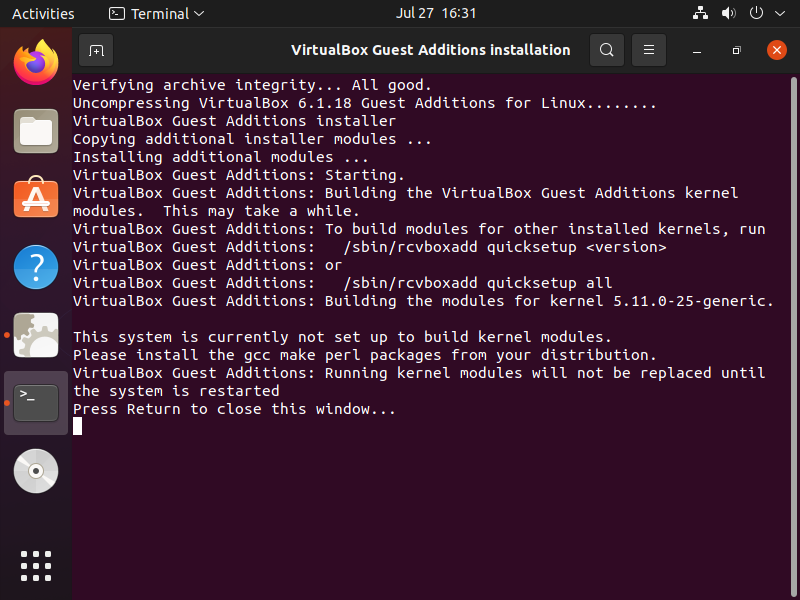 Activities
Terminal
Jul 27 16:31
VirtualBox Guest Additions installation
Verifying archive integrity... All good.
Uncompressing VirtualBox 6.1.18 Guest Additions for Linux........
VirtualBox Guest Additions installer
Copying additional installer modules ...
Installing additional modules ...
VirtualBox Guest Additions: Starting.
VirtualBox Guest Additions: Building the VirtualBox Guest Additions kernel
modules.  This may take a while.
VirtualBox Guest Additions: To build modules for other installed kernels, run
VirtualBox Guest Additions:   /sbin/rcvboxadd quicksetup <version>
VirtualBox Guest Additions: or
VirtualBox Guest Additions:   /sbin/rcvboxadd quicksetup all
VirtualBox Guest Additions: Building the modules for kernel 5.11.0-25-generic.
This system is currently not set up to build kernel modules.
Please install the gcc make perl packages from your distribution.
VirtualBox Guest Additions: Running kernel modules will not be replaced until
the system is restarted
Press Return to close this window...